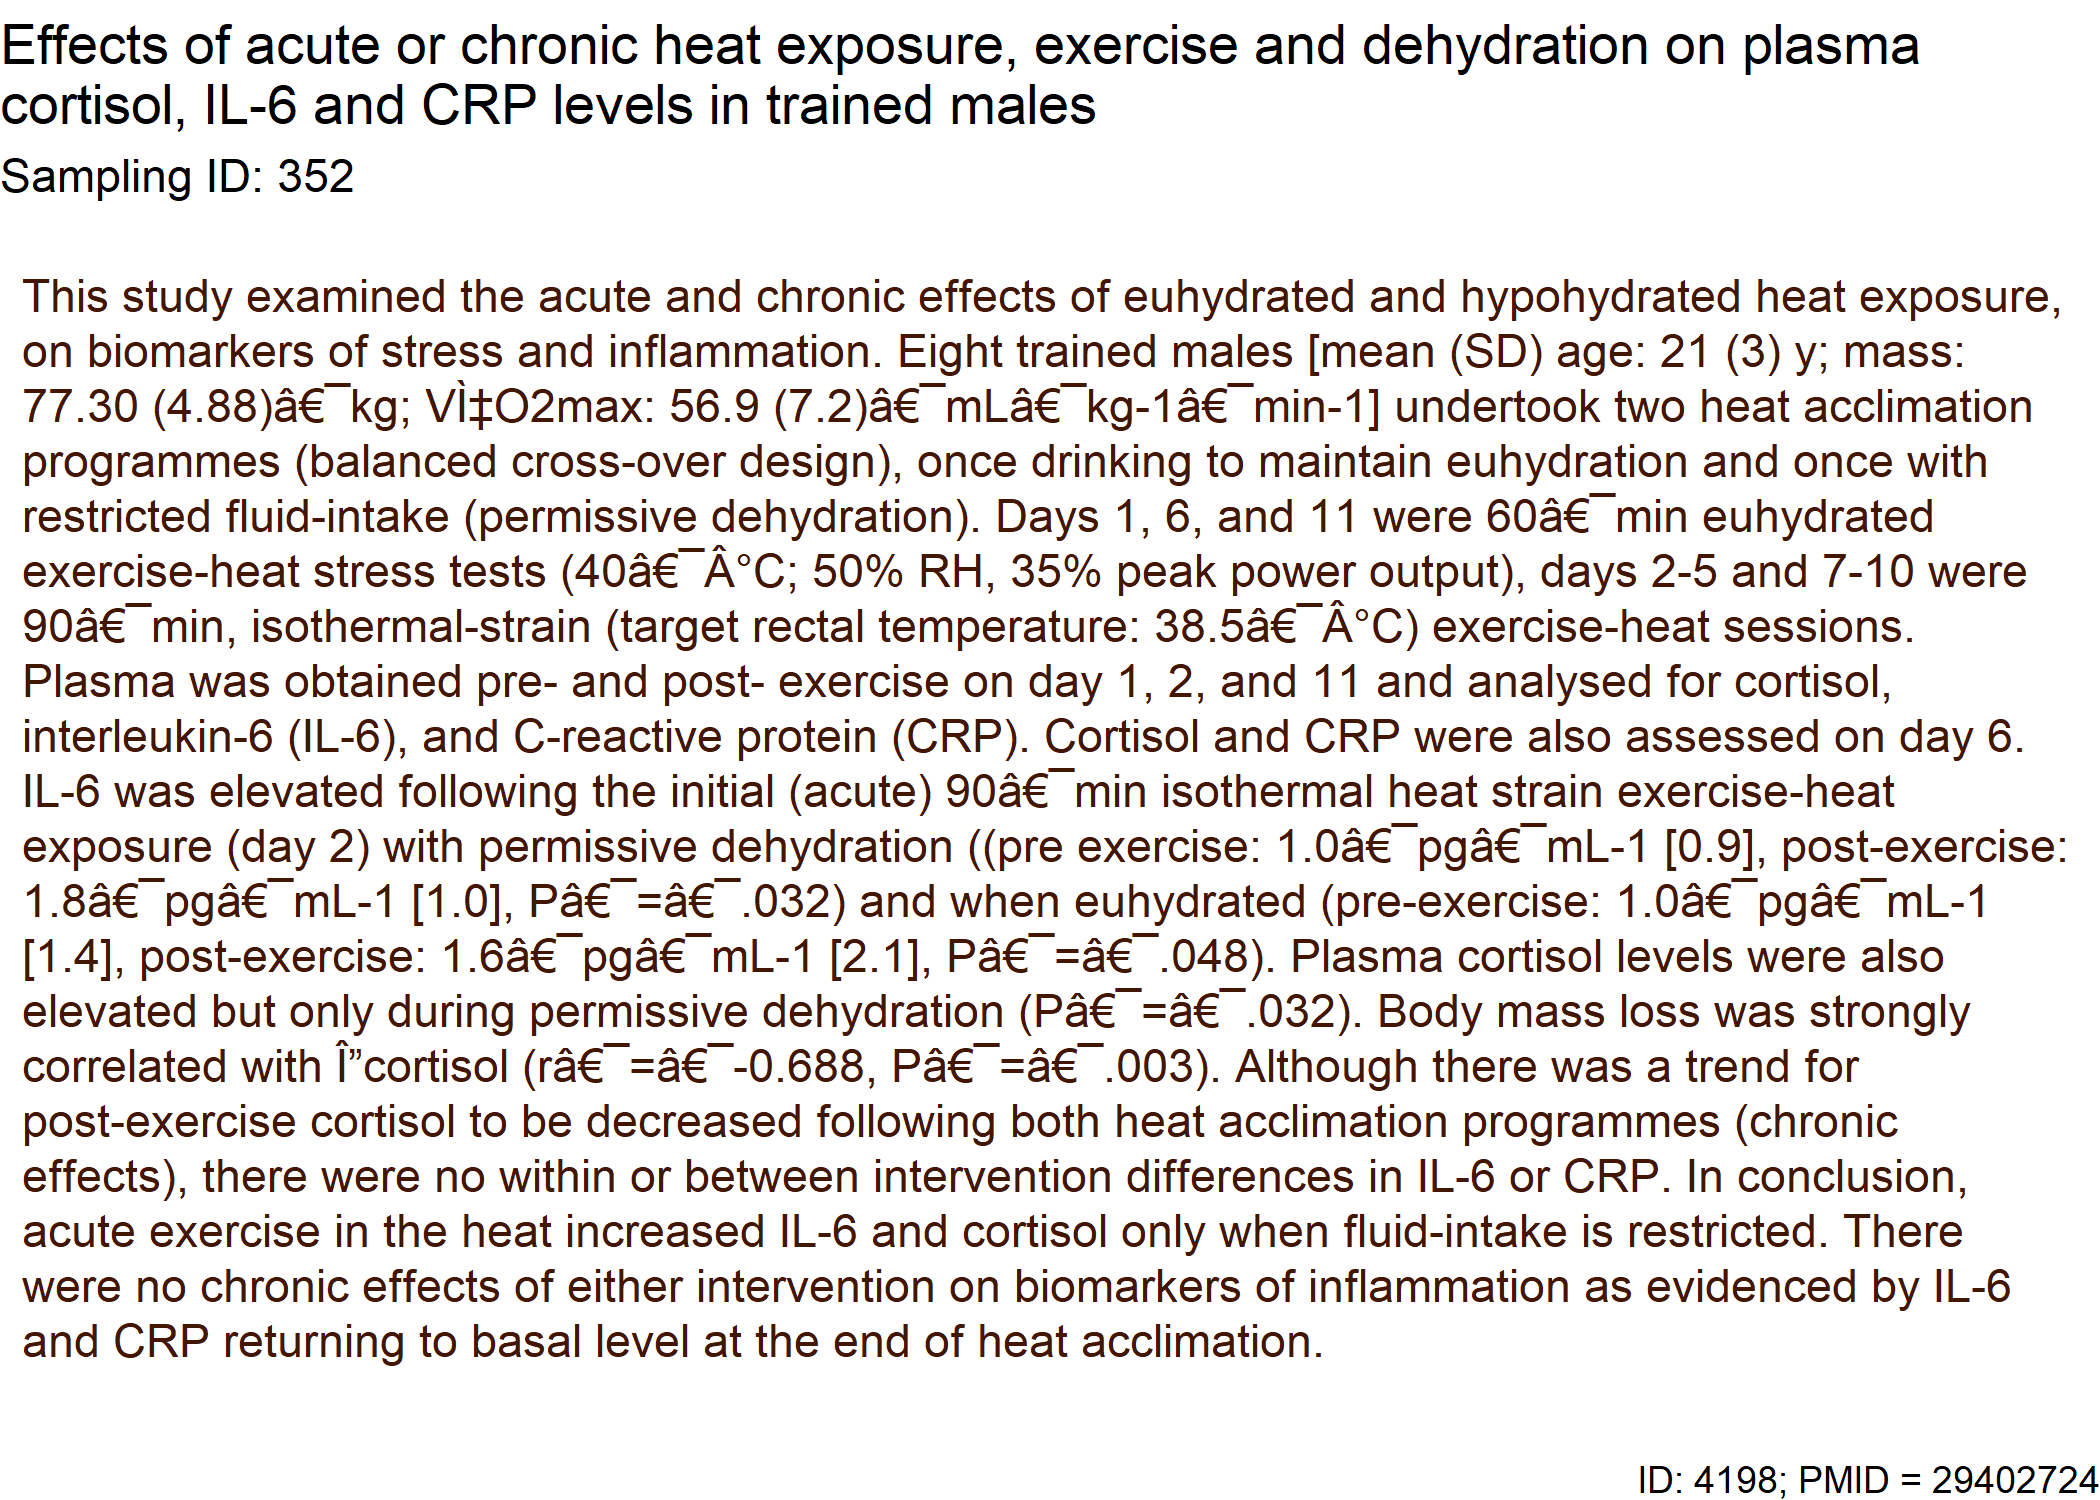 Effects of acute or chronic heat exposure, exercise and dehydration on plasma
cortisol, IL-6 and CRP levels in trained males
Sampling ID: 352
This study examined the acute and chronic effects of euhydrated and hypohydrated heat exposure,
on biomarkers of stress and inflammation. Eight trained males [mean (SD) age: 21 (3) y; mass:
77.30 (4.88)â€¯kg; VÌ‡O2max: 56.9 (7.2)â€¯mLâ€¯kg-1â€¯min-1] undertook two heat acclimation
programmes (balanced cross-over design), once drinking to maintain euhydration and once with
restricted fluid-intake (permissive dehydration). Days 1, 6, and 11 were 60â€¯min euhydrated
exercise-heat stress tests (40â€¯Â°C; 50% RH, 35% peak power output), days 2-5 and 7-10 were
90â€¯min, isothermal-strain (target rectal temperature: 38.5â€¯Â°C) exercise-heat sessions.
Plasma was obtained pre- and post- exercise on day 1, 2, and 11 and analysed for cortisol,
interleukin-6 (IL-6), and C-reactive protein (CRP). Cortisol and CRP were also assessed on day 6.
IL-6 was elevated following the initial (acute) 90â€¯min isothermal heat strain exercise-heat
exposure (day 2) with permissive dehydration ((pre exercise: 1.0â€¯pgâ€¯mL-1 [0.9], post-exercise:
1.8â€¯pgâ€¯mL-1 [1.0], Pâ€¯=â€¯.032) and when euhydrated (pre-exercise: 1.0â€¯pgâ€¯mL-1
[1.4], post-exercise: 1.6â€¯pgâ€¯mL-1 [2.1], Pâ€¯=â€¯.048). Plasma cortisol levels were also
elevated but only during permissive dehydration (Pâ€¯=â€¯.032). Body mass loss was strongly
correlated with Î”cortisol (râ€¯=â€¯-0.688, Pâ€¯=â€¯.003). Although there was a trend for
post-exercise cortisol to be decreased following both heat acclimation programmes (chronic
effects), there were no within or between intervention differences in IL-6 or CRP. In conclusion,
acute exercise in the heat increased IL-6 and cortisol only when fluid-intake is restricted. There
were no chronic effects of either intervention on biomarkers of inflammation as evidenced by IL-6
and CRP returning to basal level at the end of heat acclimation.
ID: 4198; PMID = 29402724